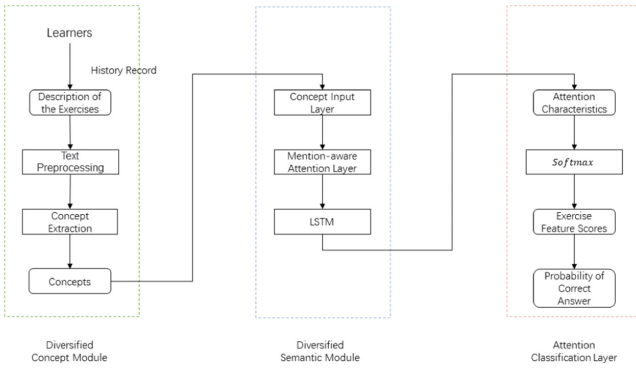 Learners
History Record
Description of
the Exercises
Text
Preprocessing
Concept
Extraction
Concepts
Diversified
Concept Module
Concept Input
Layer
Mention-aware
Attention Layer
LSTM
Diversified
Semantic Module
Attention
Characteristics
Softmax
Exercise
Feature Scores
Probability of
Correct
Answer
Attention
Classification Layer